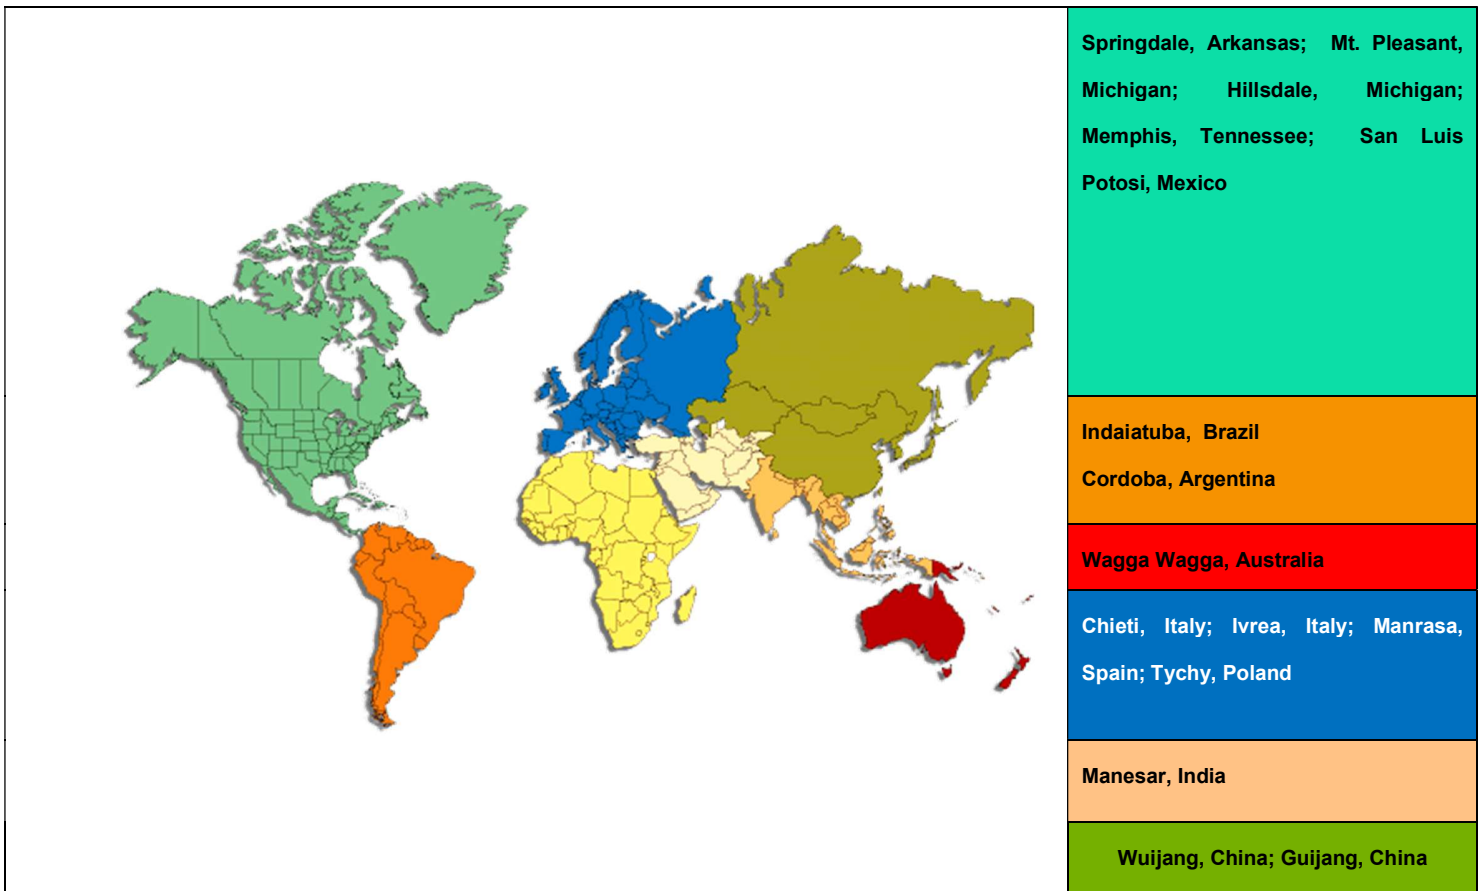 Springdale, Arkansas; Mt. Pleasant,
Michigan; Hillsdale, Michigan;
Memphis, Tennessee; San Luis
Potosi, Mexico
Indaiatuba, Brazil
Cordoba, Argentina
Wagga Wagga, Australia
Chieti, Italy; Ivrea, Italy; Manrasa,
Spain; Tychy, Poland
Manesar, India
Wuijang, China; Guijang, China